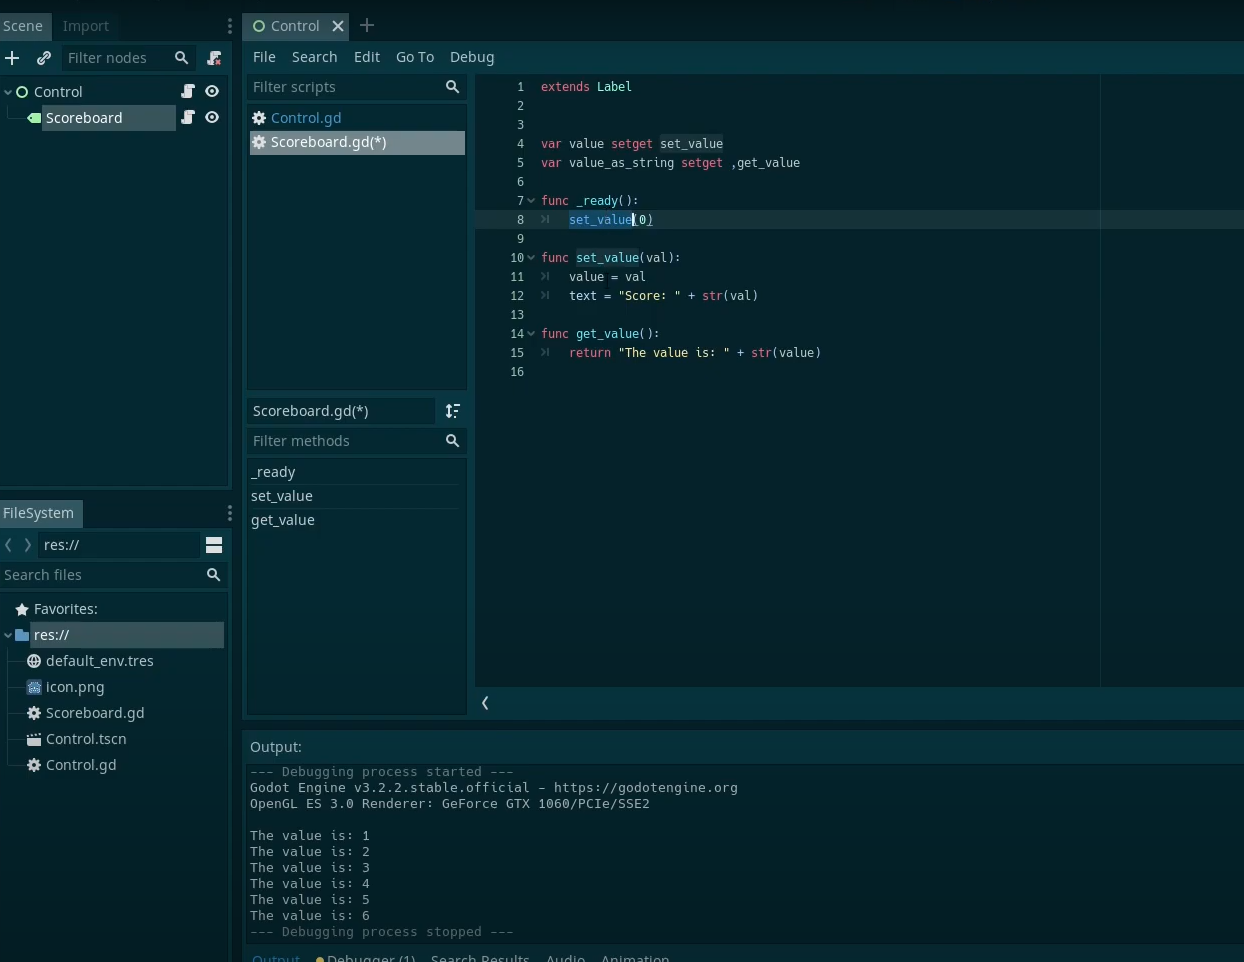 Scene Import
Filter nodes
Control
Scoreboard
FileSystem
res://
Search files
Favorites:
res://
default_env.tres
icon.png
Scoreboard.gd
Control.tscn
Control.gd
Control
File Search Edit Go To Debug
Filter scripts
Control.gd
Scoreboard.gd(*)
Scoreboard.gd(*)
Filter methods
_ready
set_value
get_value
1 extends Label
2
3
4 var value setget set_value
5 var value_as_string setget ,get_value
6
7 func _ready():
8 set_value(0)
9
10 func set_value(val):
11 value = val
12 text = "Score: " + str(val)
13
14 func get_value():
15 return "The value is: " + str(value)
16
Output:
--- Debugging process started ---
Godot Engine v3.2.2.stable.official - https://godotengine.org
OpenGL ES 3.0 Renderer: GeForce GTX 1060/PCIe/SSE2
The value is: 1
The value is: 2
The value is: 3
The value is: 4
The value is: 5
The value is: 6
--- Debugging process stopped ---
Output Debugger (1) Search Results Audio Animation